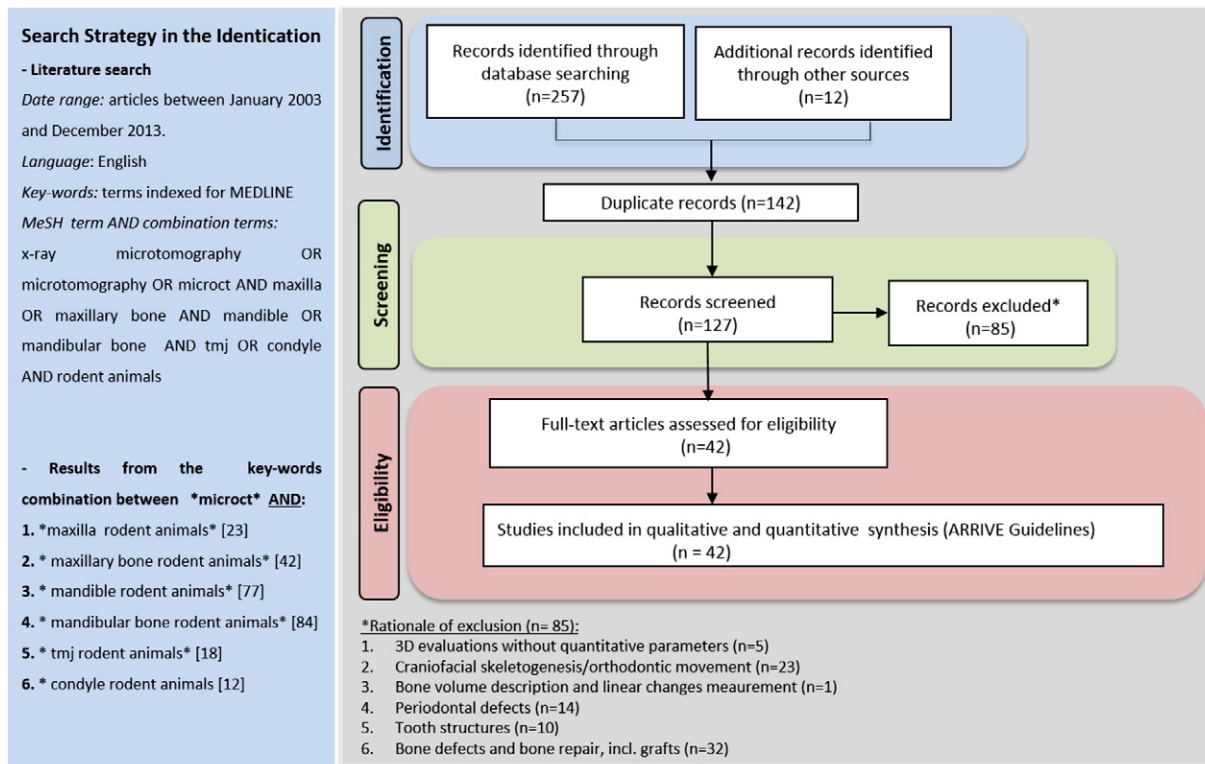 Search Strategy in the Identication
- Literature search
Date range: articles between January 2003
and December 2013.
Language: English
Key-words: terms indexed for MEDLINE
MeSH term AND combination terms:
x-ray microtomography OR
microtomography OR microct AND maxilla
OR maxillary bone AND mandible OR
mandibular bone AND tmj OR condyle
AND rodent animals
- Results from the key-words
combination between *microct* AND:
1. *maxilla rodent animals* [23]
2. * maxillary bone rodent animals* [42]
3. * mandible rodent animals* [77]
4. * mandibular bone rodent animals* [84]
5. * tmj rodent animals* [18]
6. * condyle rodent animals [12]
Identification
Records identified through
database searching
(n=257)
Additional records identified
through other sources
(n=12)
Duplicate records (n=142)
Screening
Records screened
(n=127)
Records excluded*
(n=85)
Eligibility
Full-text articles assessed for eligibility
(n=42)
Studies included in qualitative and quantitative synthesis (ARRIVE Guidelines)
(n = 42)
*Rationale of exclusion (n= 85):
1. 3D evaluations without quantitative parameters (n=5)
2. Craniofacial skeletogenesis/orthodontic movement (n=23)
3. Bone volume description and linear changes meaurement (n=1)
4. Periodontal defects (n=14)
5. Tooth structures (n=10)
6. Bone defects and bone repair, incl. grafts (n=32)